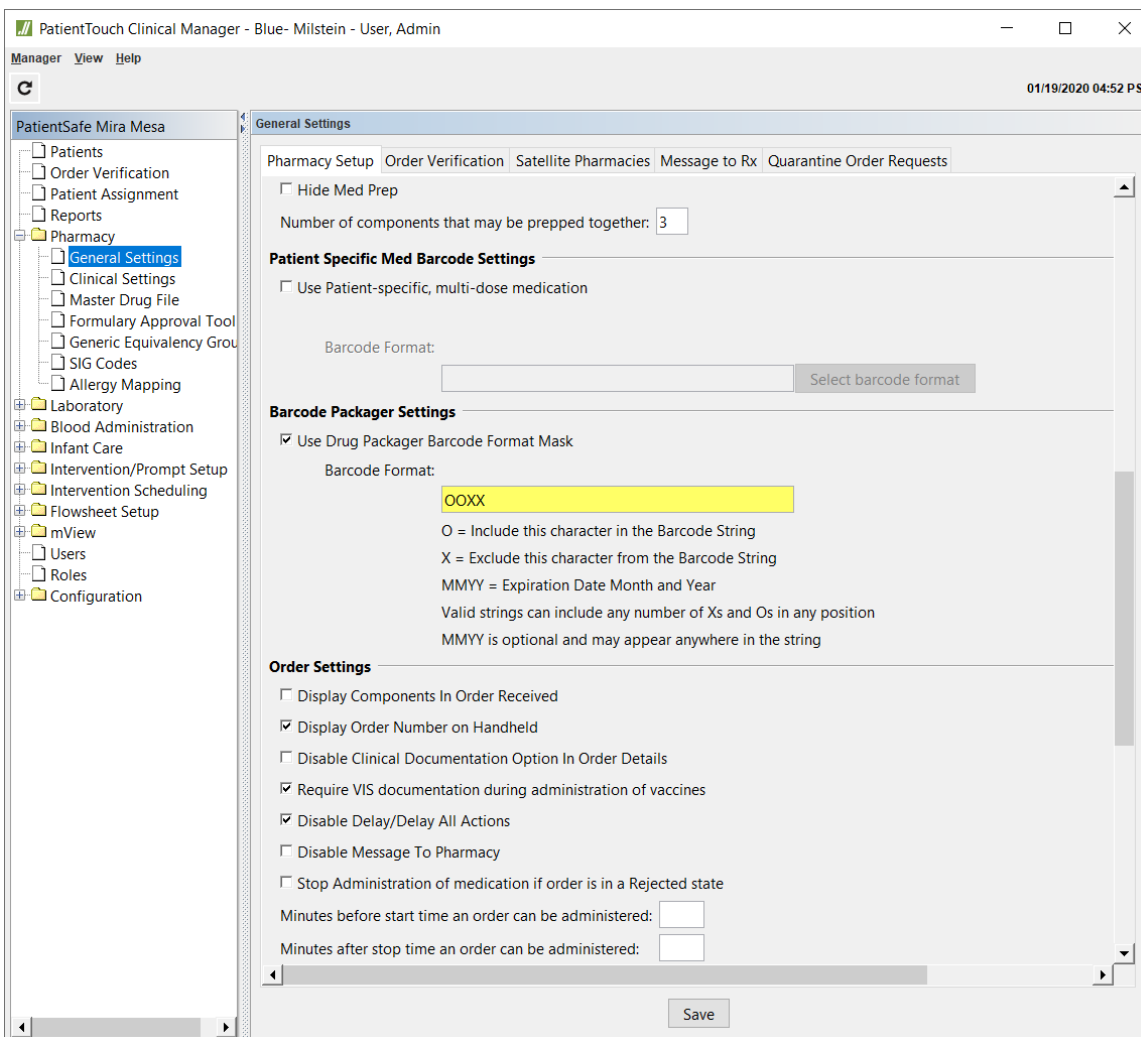 PatientTouch Clinical Manager - Blue- Milstein - User, Admin
Manager View Help
01/19/2020 04:52 PS
PatientSafe Mira Mesa
Patients
Order Verification
Patient Assignment
Reports
Pharmacy
General Settings
Clinical Settings
Master Drug File
Formulary Approval Tool
Generic Equivalency Grou
SIG Codes
Allergy Mapping
Laboratory
Blood Administration
Infant Care
Intervention/Prompt Setup
Intervention Scheduling
Flowsheet Setup
mView
Users
Roles
Configuration
General Settings
Pharmacy Setup Order Verification Satellite Pharmacies Message to Rx Quarantine Order Requests
Hide Med Prep
Number of components that may be prepped together: 3
Patient Specific Med Barcode Settings
Use Patient-specific, multi-dose medication
Barcode Format:
Select barcode format
Barcode Packager Settings
Use Drug Packager Barcode Format Mask
Barcode Format:
OOXX
O = Include this character in the Barcode String
X = Exclude this character from the Barcode String
MMYY = Expiration Date Month and Year
Valid strings can include any number of Xs and Os in any position
MMYY is optional and may appear anywhere in the string
Order Settings
Display Components In Order Received
Display Order Number on Handheld
Disable Clinical Documentation Option In Order Details
Require VIS documentation during administration of vaccines
Disable Delay/Delay All Actions
Disable Message To Pharmacy
Stop Administration of medication if order is in a Rejected state
Minutes before start time an order can be administered:
Minutes after stop time an order can be administered:
Save